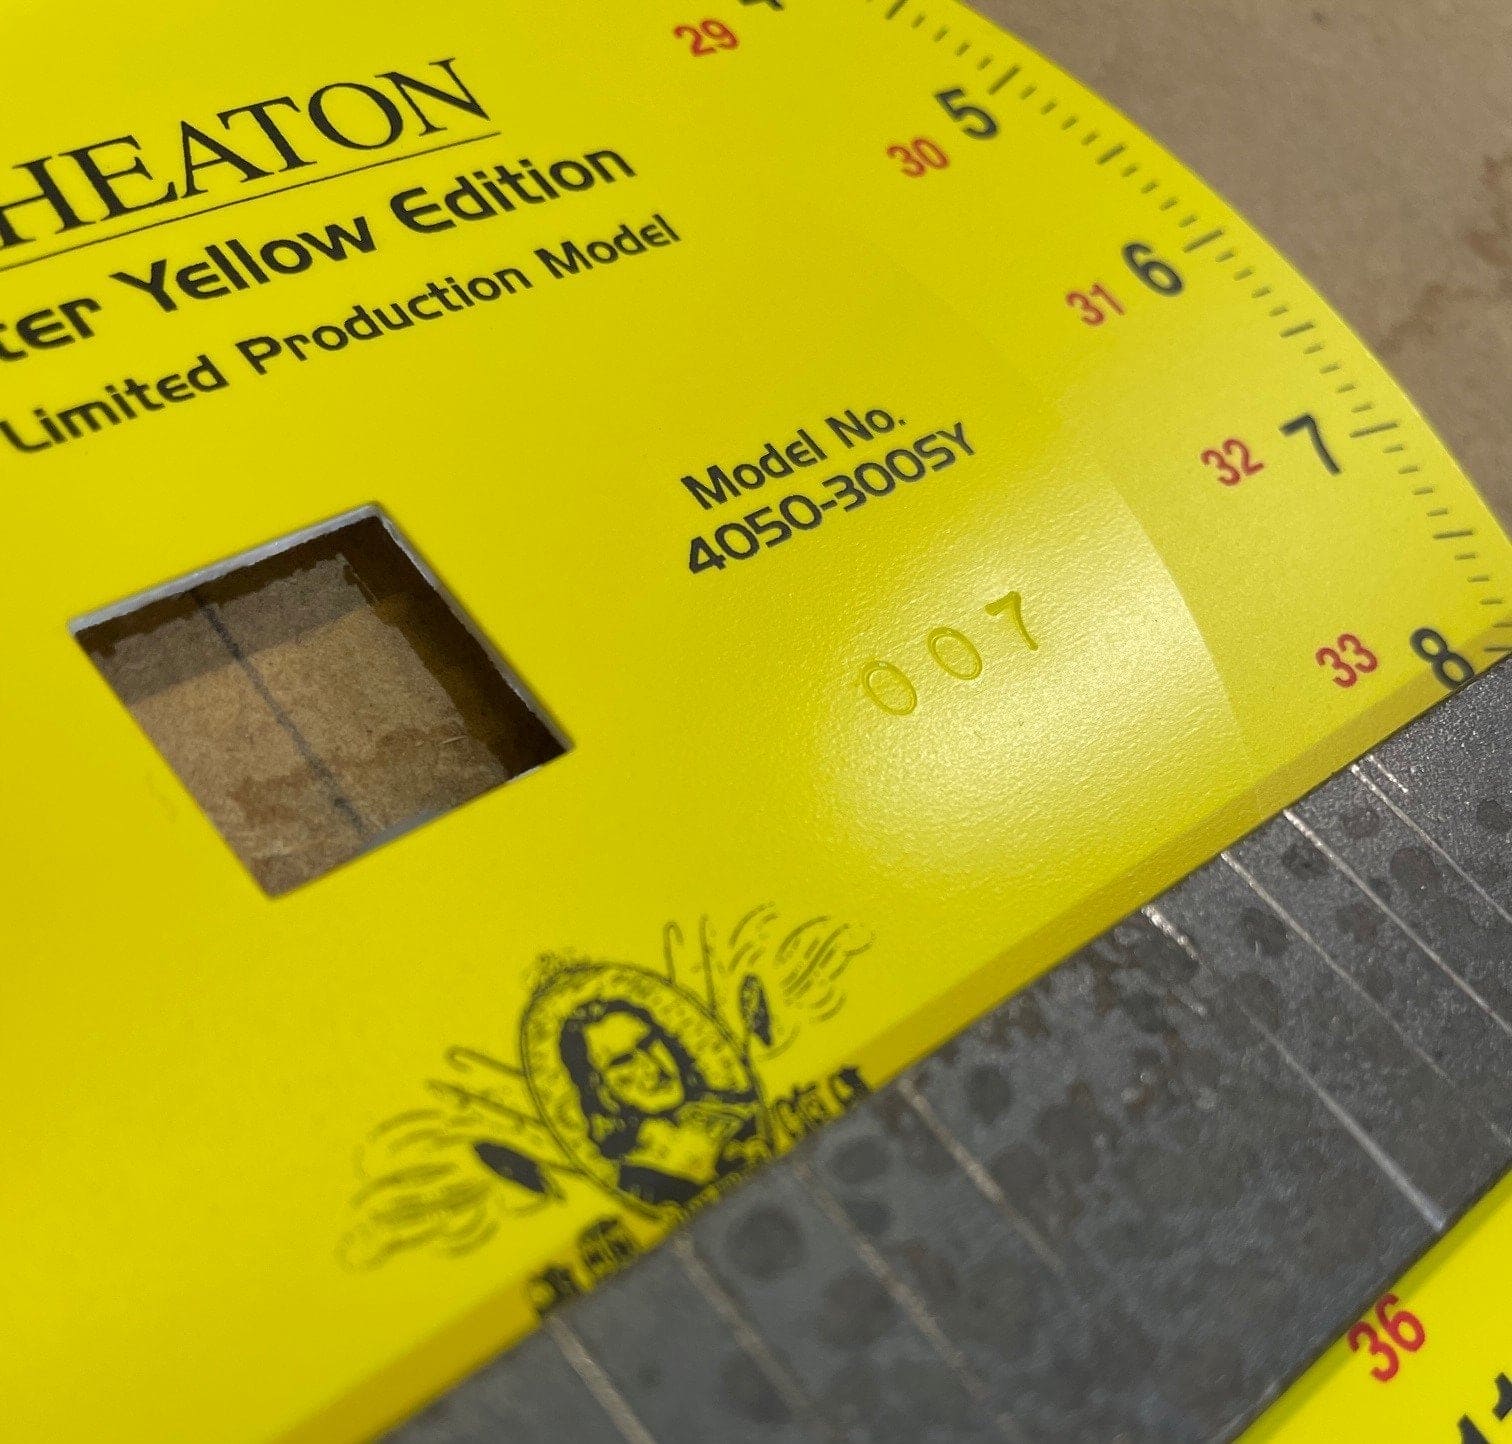 HEATON
ter Yellow Edition
Limited Production Model
Model No.
4050-300SY
007
4
29
5
30
6
31
7
32
8
33
36